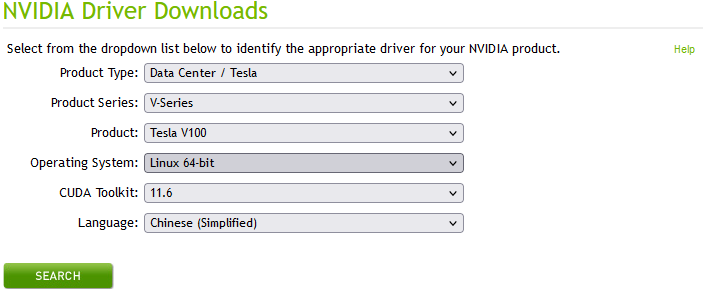 NVIDIA Driver Downloads
Select from the dropdown list below to identify the appropriate driver for your NVIDIA product.
Help
Product Type: Data Center / Tesla
Product Series: V-Series
Product: Tesla V100
Operating System: Linux 64-bit
CUDA Toolkit: 11.6
Language: Chinese (Simplified)
SEARCH